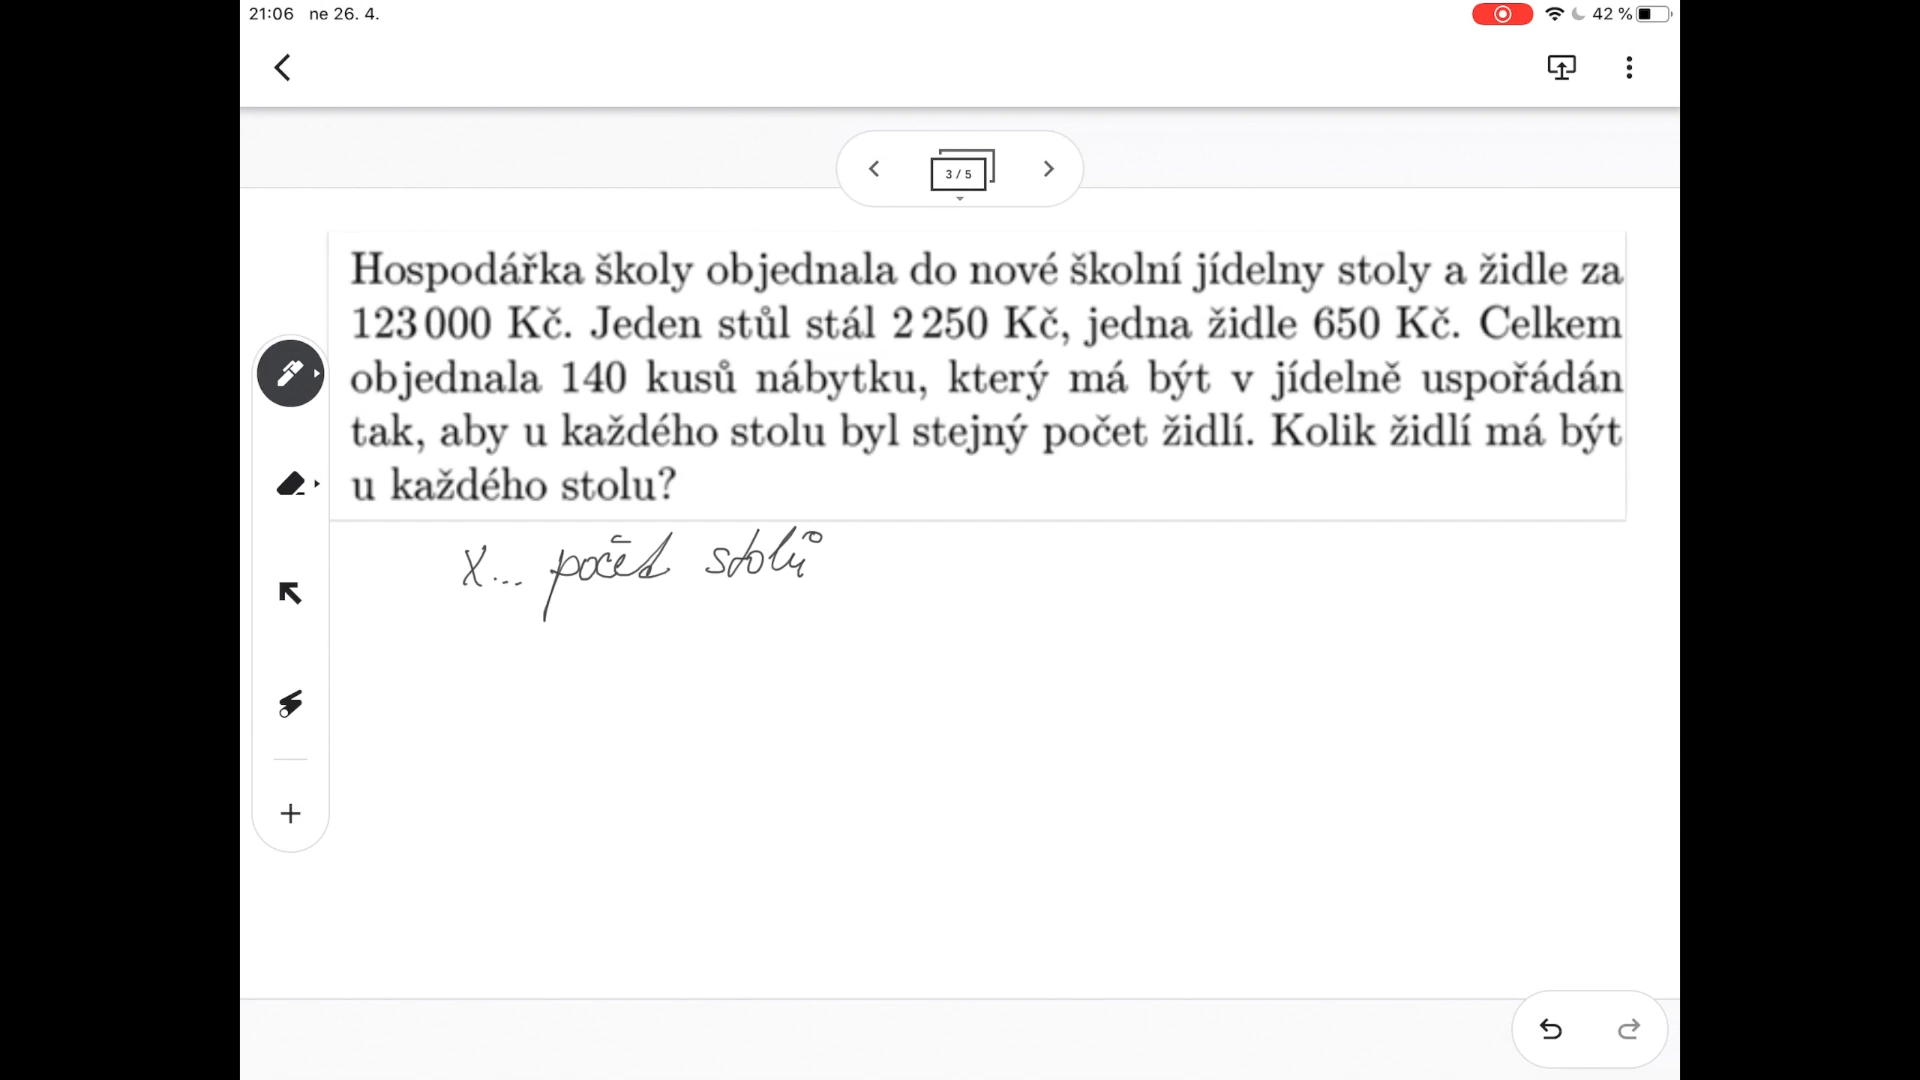 21:06 ne 26. 4.
42 %
3 / 5
Hospodářka školy objednala do nové školní jídelny stoly a židle za
123 000 Kč. Jeden stůl stál 2 250 Kč, jedna židle 650 Kč. Celkem
objednala 140 kusů nábytku, který má být v jídelně uspořádán
tak, aby u každého stolu byl stejný počet židlí. Kolik židlí má být
u každého stolu?
x... počet stolů